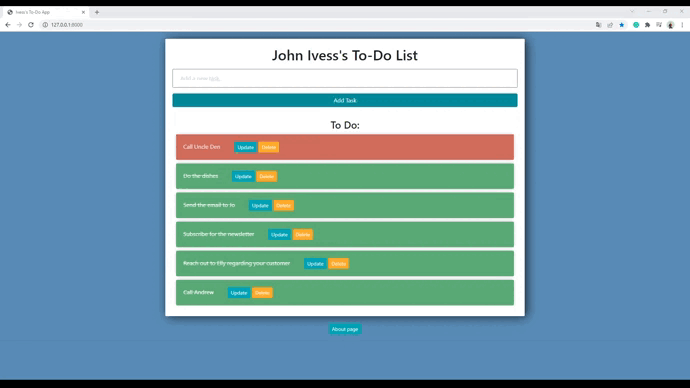 Ivess's To-Do App
127.0.0.1:8000
John Ivess's To-Do List
Add a new task.
Add Task
To Do:
Call Uncle Den Update Delete
Do the dishes Update Delete
Send the email to to Update Delete
Subscribe for the newsletter Update Delete
Reach out to Elly regarding your customer Update Delete
Call Andrew Update Delete
About page